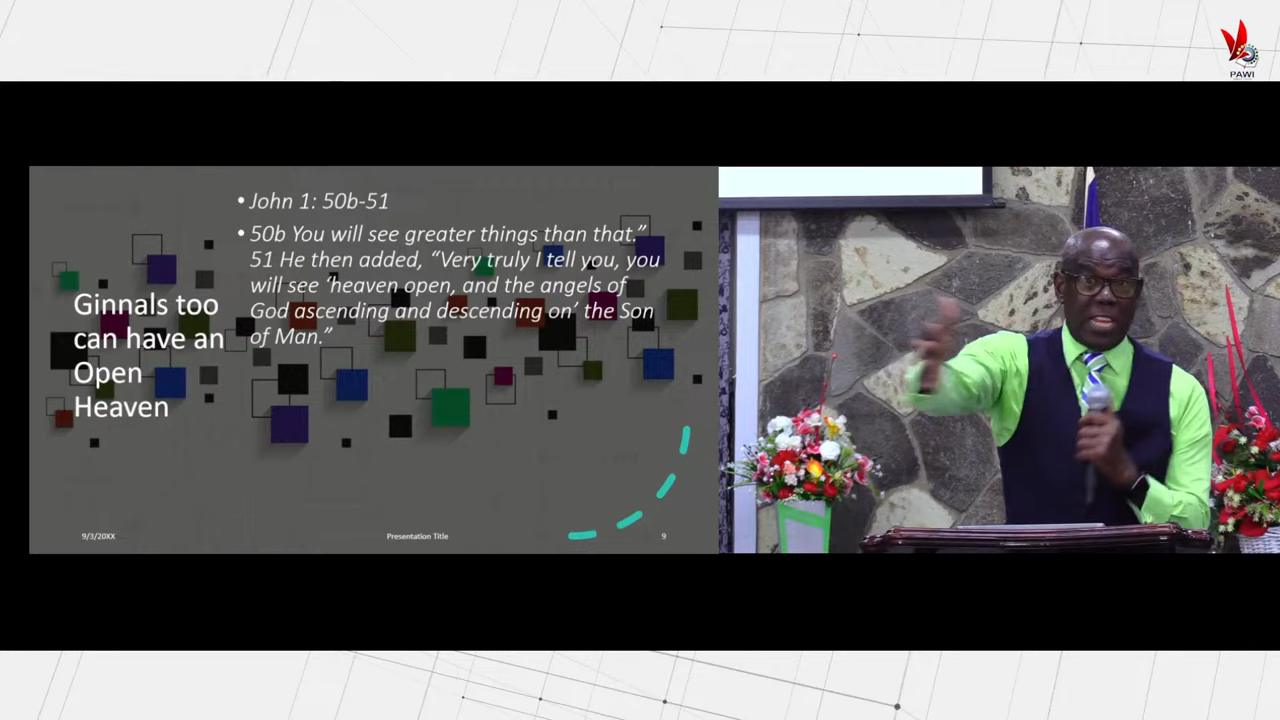 PAWI
Ginnals too
can have an
Open
Heaven
• John 1: 50b-51
• 50b You will see greater things than that.”
51 He then added, “Very truly I tell you, you
will see ‘heaven open, and the angels of
God ascending and descending on’ the Son
of Man.”
9/3/20XX
Presentation Title
9